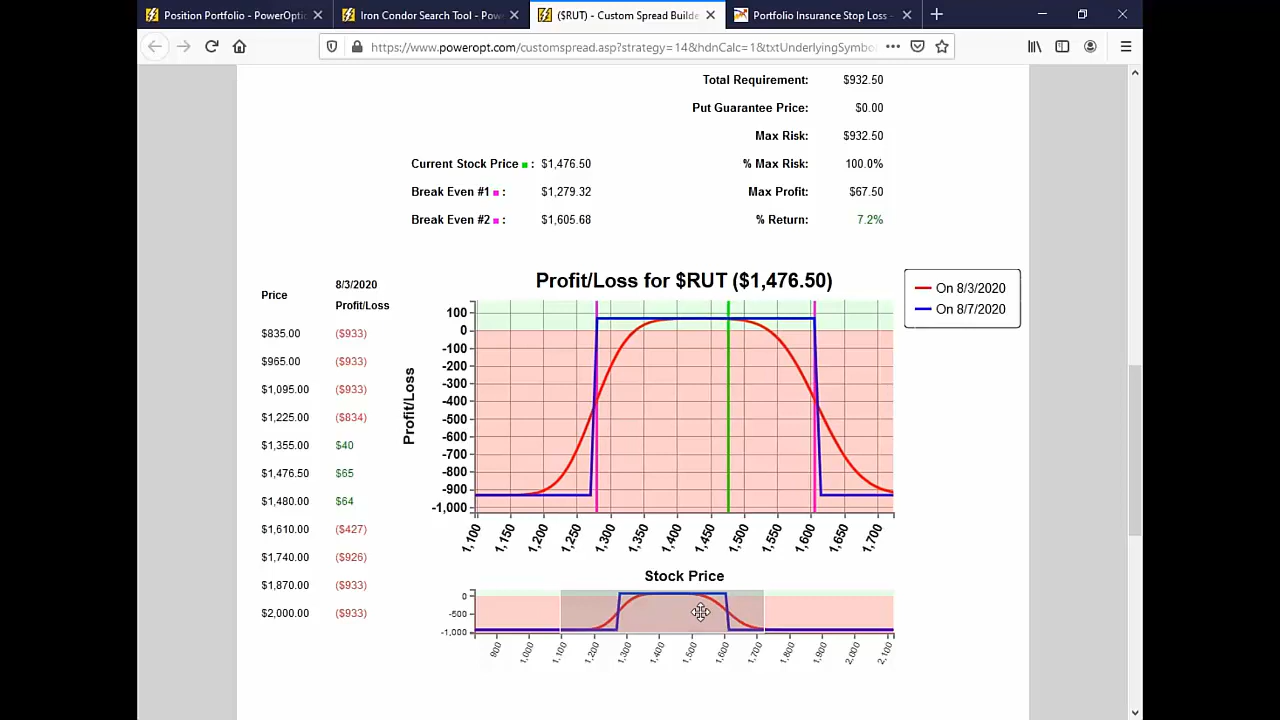 Position Portfolio - PowerOptic
Iron Condor Search Tool - Powe
($RUT) - Custom Spread Builde
Portfolio Insurance Stop Loss -
https://www.poweropt.com/customspread.asp?strategy=14&hdnCalc=1&txtUnderlyingSymbo
Total Requirement: $932.50
Put Guarantee Price: $0.00
Max Risk: $932.50
Current Stock Price : $1,476.50 % Max Risk: 100.0%
Break Even #1 : $1,279.32 Max Profit: $67.50
Break Even #2 : $1,605.68 % Return: 7.2%
Price 8/3/2020 Profit/Loss
$835.00 ($933)
$965.00 ($933)
$1,095.00 ($933)
$1,225.00 ($834)
$1,355.00 $40
$1,476.50 $65
$1,480.00 $64
$1,610.00 ($427)
$1,740.00 ($926)
$1,870.00 ($933)
$2,000.00 ($933)
Profit/Loss for $RUT ($1,476.50)
On 8/3/2020
On 8/7/2020
Profit/Loss
100
0
-100
-200
-300
-400
-500
-600
-700
-800
-900
-1,000
1,100 1,150 1,200 1,250 1,300 1,350 1,400 1,450 1,500 1,550 1,600 1,650 1,700
Stock Price
0
-500
-1,000
900 1,000 1,100 1,200 1,300 1,400 1,500 1,600 1,700 1,800 1,900 2,000 2,100